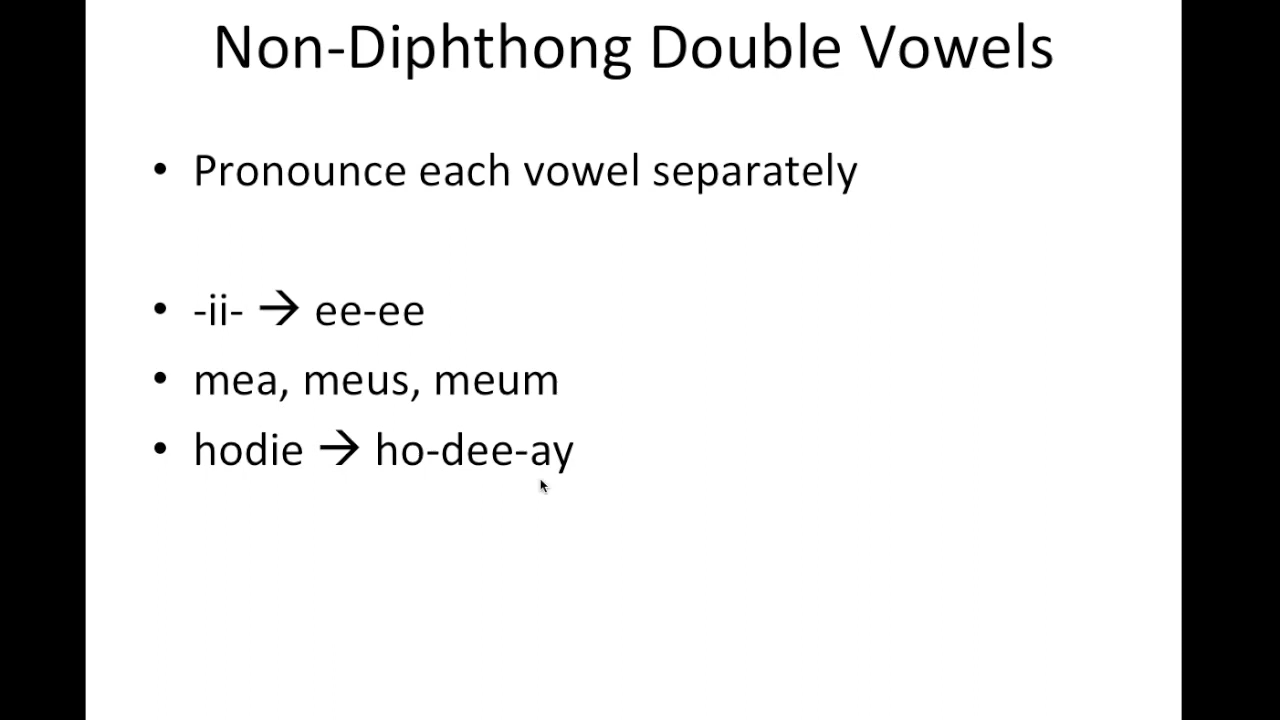 Non-Diphthong Double Vowels
• Pronounce each vowel separately
• -ii- → ee-ee
• mea, meus, meum
• hodie → ho-dee-ay